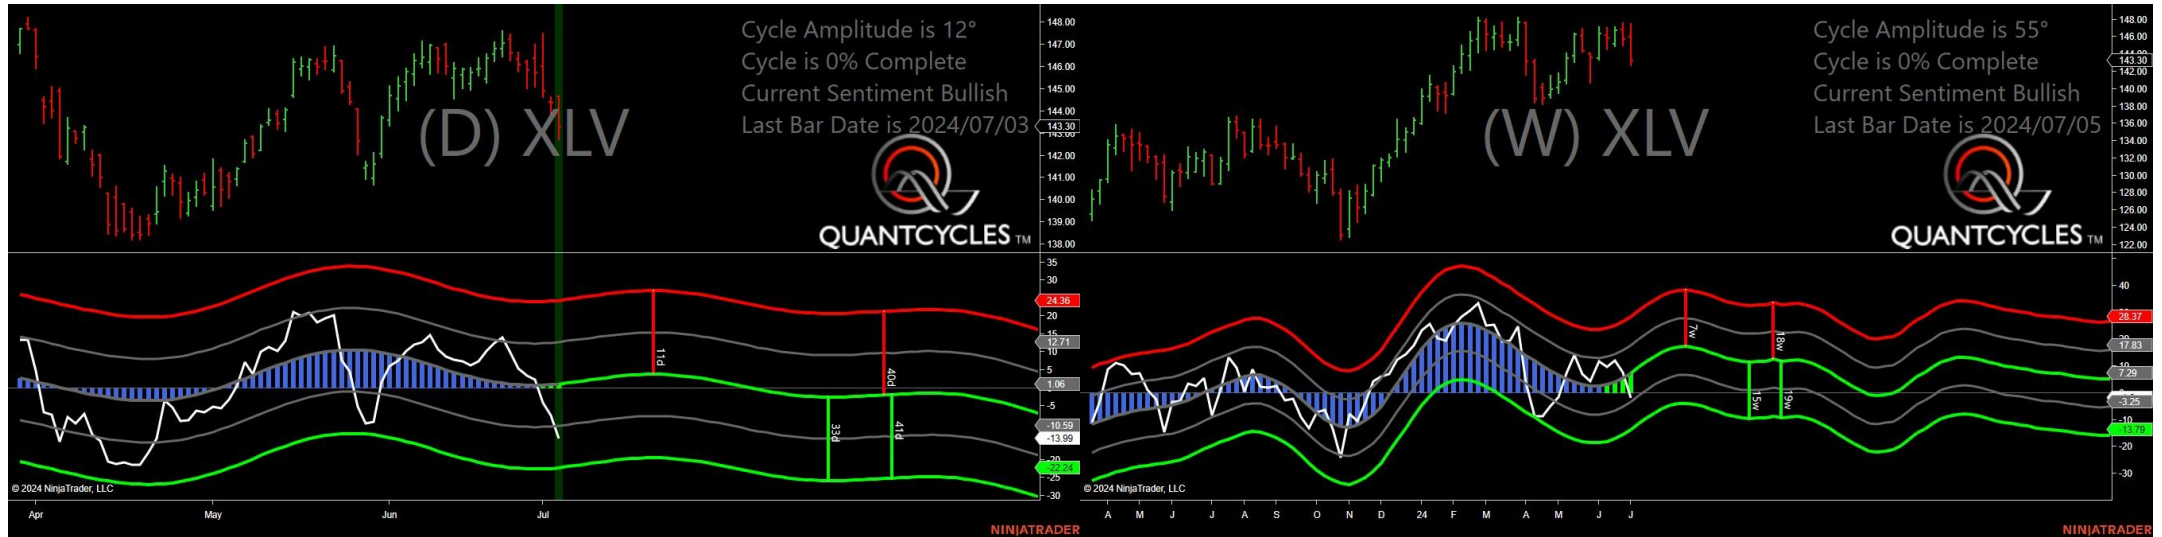 Cycle Amplitude is 12°
Cycle is 0% Complete
Current Sentiment Bullish
Last Bar Date is 2024/07/03
(D) XLV
QUANTCYCLES TM
148.00
147.00
146.00
145.00
144.00
143.30
143.00
142.00
141.00
140.00
139.00
138.00
35
30
24.36
20
15
12.71
10
5
1.06
-5
-10.59
-13.99
-20
-22.24
-25
-30
11d
40d
33d
41d
© 2024 NinjaTrader, LLC
Apr
May
Jun
Jul
NINJATRADER
Cycle Amplitude is 55°
Cycle is 0% Complete
Current Sentiment Bullish
Last Bar Date is 2024/07/05
(W) XLV
QUANTCYCLES TM
148.00
146.00
144.00
143.30
142.00
140.00
138.00
136.00
134.00
132.00
130.00
128.00
126.00
124.00
122.00
40
28.37
17.83
10
7.29
-3.25
-10
-13.79
-20
-30
7w
18w
15w
19w
© 2024 NinjaTrader, LLC
A M J J A S O N D 24 F M A M J J
NINJATRADER